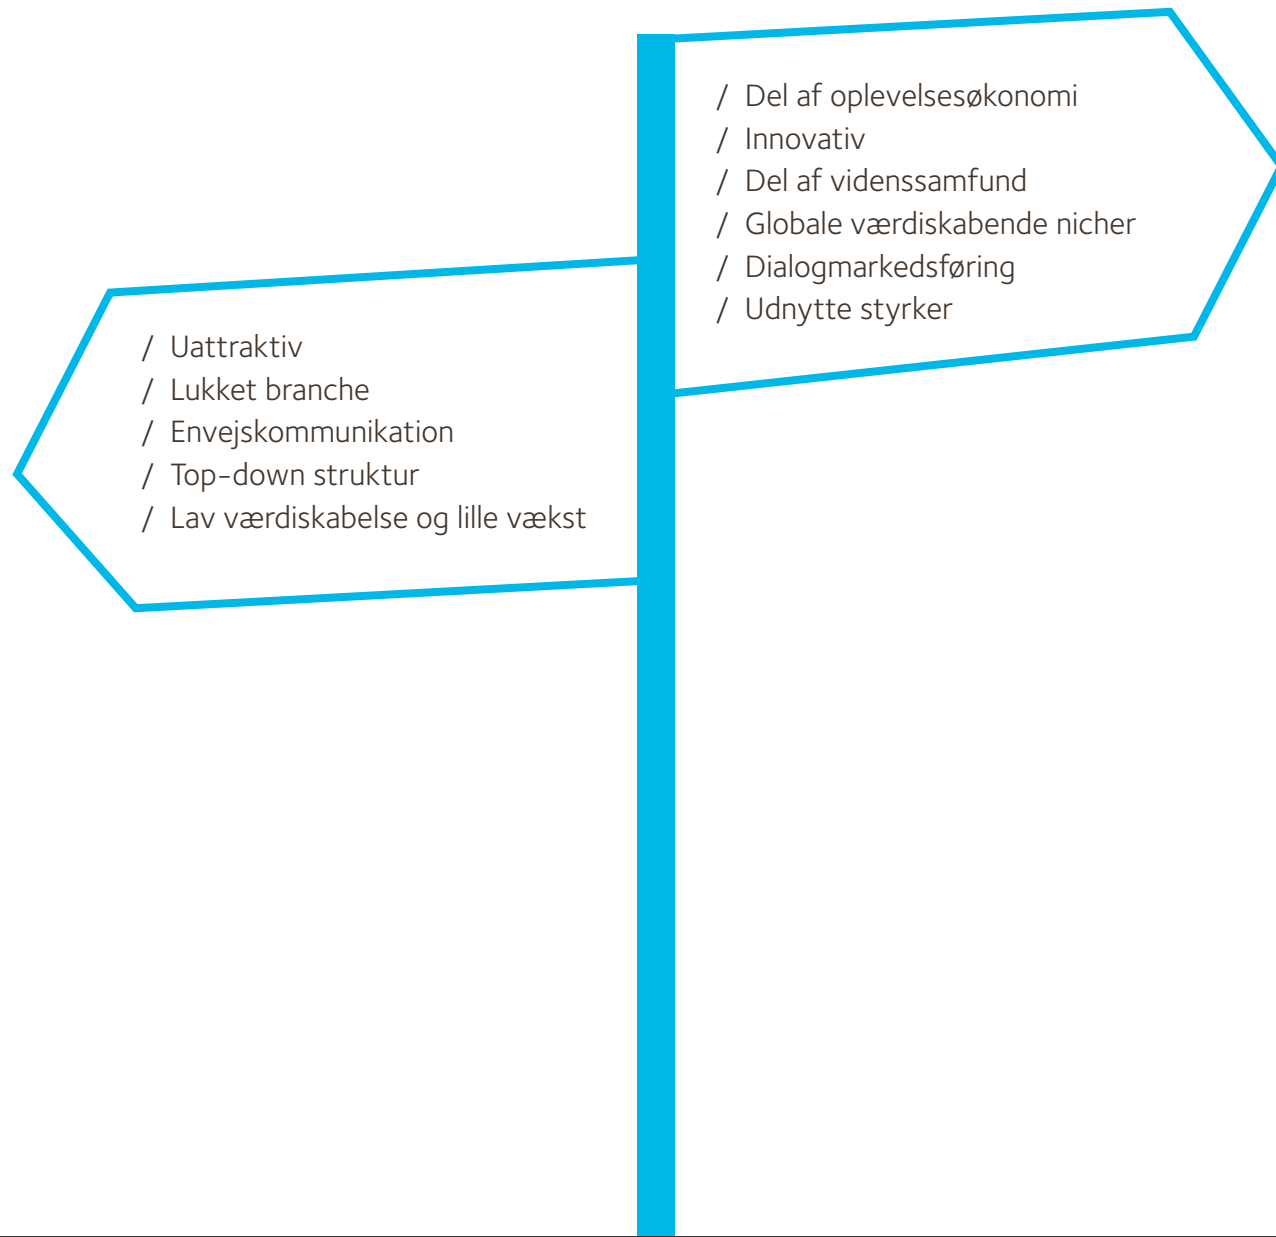 / Del af oplevelsesøkonomi
/ Innovativ
/ Del af videnssamfund
/ Globale værdiskabende nicher
/ Dialogmarkedsføring
/ Udnytte styrker
/ Uattraktiv
/ Lukket branche
/ Envejskommunikation
/ Top-down struktur
/ Lav værdiskabelse og lille vækst